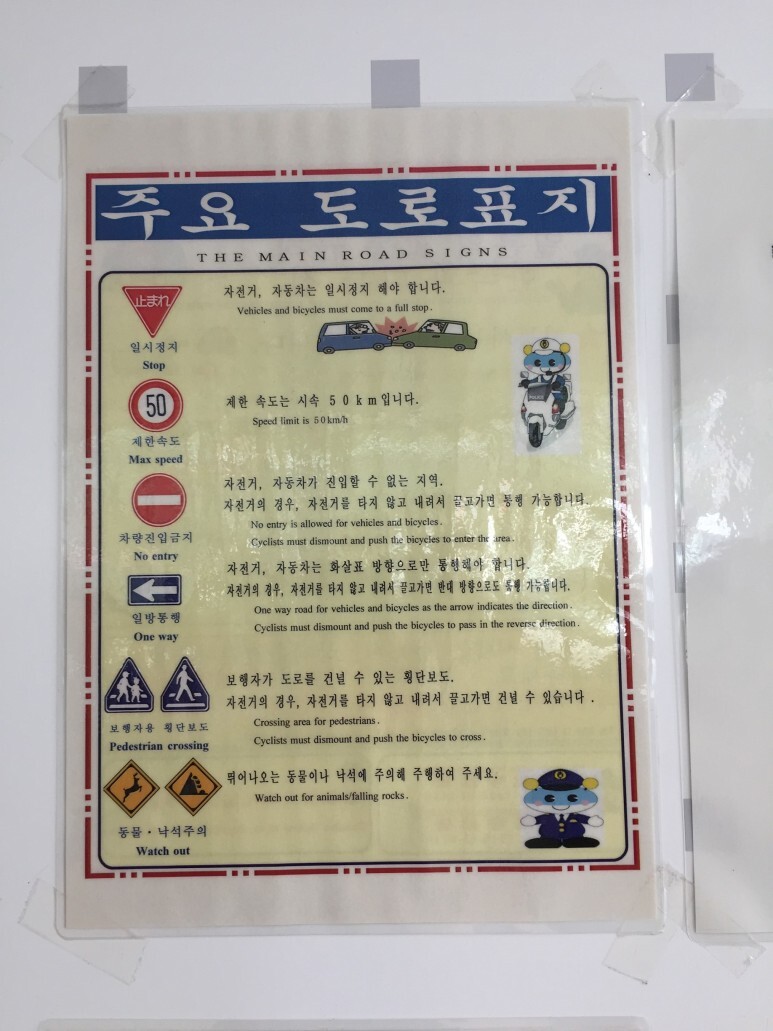 주요 도로표지
THE MAIN ROAD SIGNS
止まれ
일시정지
Stop
자전거, 자동차는 일시정지 해야 합니다.
Vehicles and bicycles must come to a full stop.
50
제한속도
Max speed
제한 속도는 시속 50km입니다.
Speed limit is 50km/h
POLICE
차량진입금지
No entry
자전거, 자동차가 진입할 수 없는 지역.
자전거의 경우, 자전거를 타지 않고 내려서 끌고가면 통행 가능합니다.
No entry is allowed for vehicles and bicycles.
Cyclists must dismount and push the bicycles to enter the area.
일방통행
One way
자전거, 자동차는 화살표 방향으로만 통행해야 합니다.
자전거의 경우, 자전거를 타지 않고 내려서 끌고가면 반대 방향으로도 통행 가능합니다.
One way road for vehicles and bicycles as the arrow indicates the direction.
Cyclists must dismount and push the bicycles to pass in the reverse direction.
보행자용 횡단보도
Pedestrian crossing
보행자가 도로를 건널 수 있는 횡단보도.
자전거의 경우, 자전거를 타지 않고 내려서 끌고가면 건널 수 있습니다.
Crossing area for pedestrians.
Cyclists must dismount and push the bicycles to cross.
동물・낙석주의
Watch out
뛰어나오는 동물이나 낙석에 주의해 주행하여 주세요.
Watch out for animals/falling rocks.